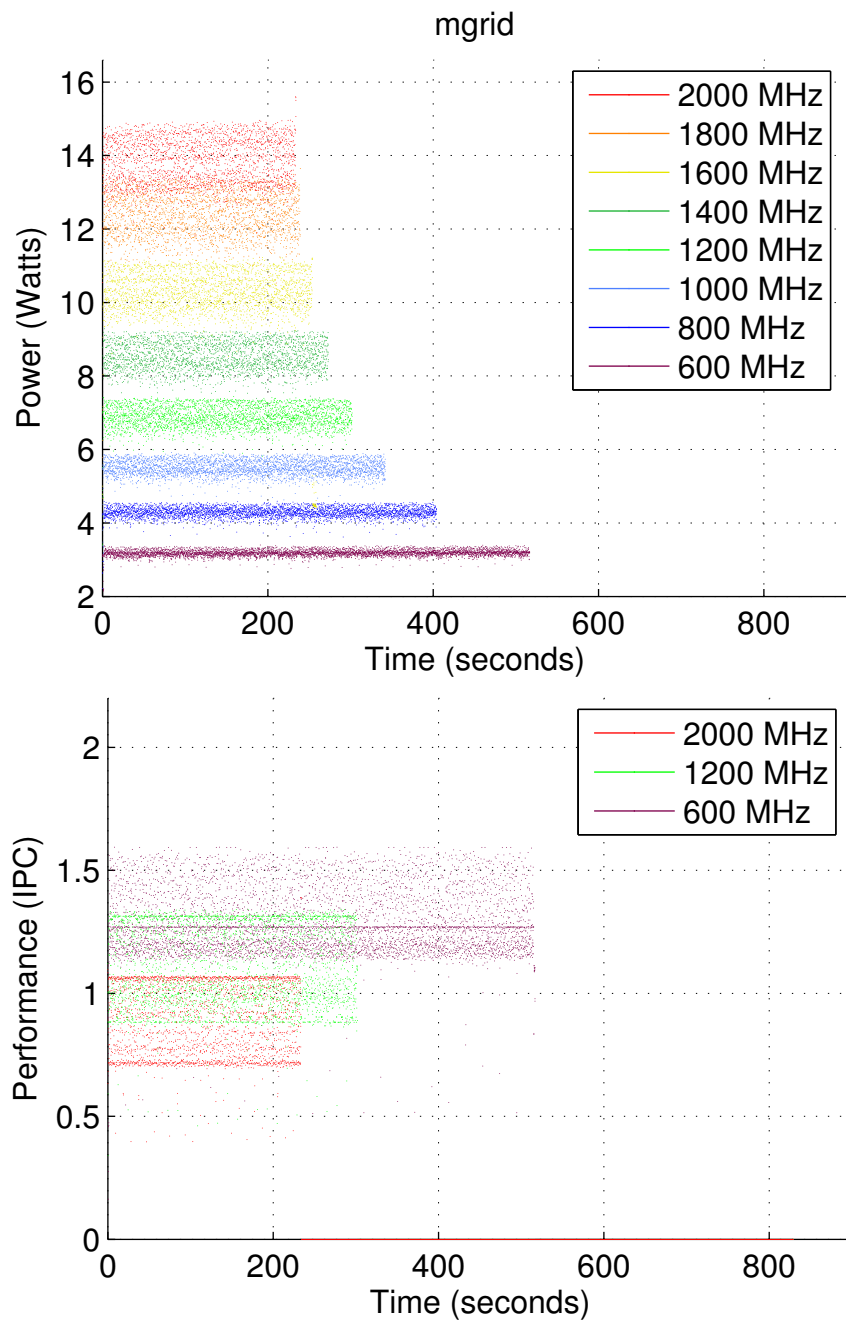 mgrid
16
14
12
10
8
6
4
2
Power (Watts)
2000 MHz
1800 MHz
1600 MHz
1400 MHz
1200 MHz
1000 MHz
800 MHz
600 MHz
0 200 400 600 800
Time (seconds)
2
1.5
1
0.5
0
Performance (IPC)
2000 MHz
1200 MHz
600 MHz
0 200 400 600 800
Time (seconds)